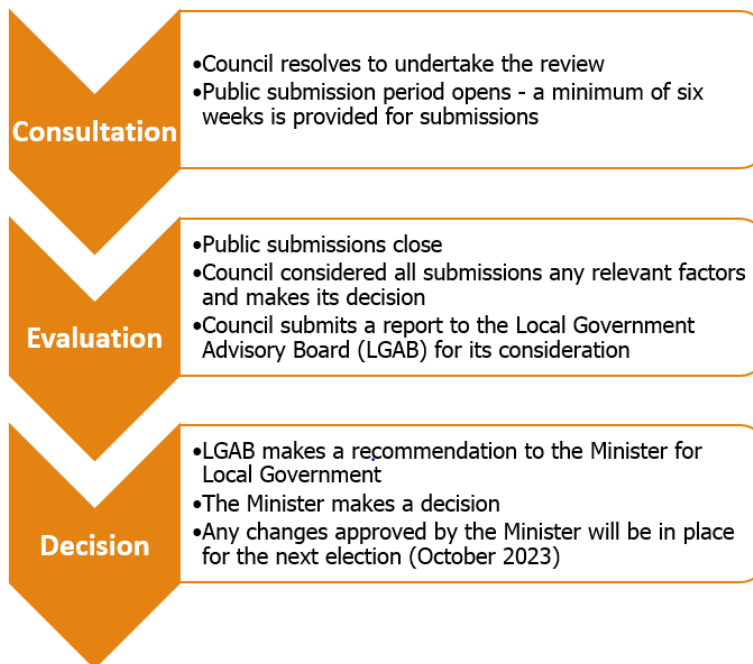 Consultation
•Council resolves to undertake the review
•Public submission period opens - a minimum of six
weeks is provided for submissions
Evaluation
•Public submissions close
•Council considered all submissions any relevant factors
and makes its decision
•Council submits a report to the Local Government
Advisory Board (LGAB) for its consideration
Decision
•LGAB makes a recommendation to the Minister for
Local Government
•The Minister makes a decision
•Any changes approved by the Minister will be in place
for the next election (October 2023)